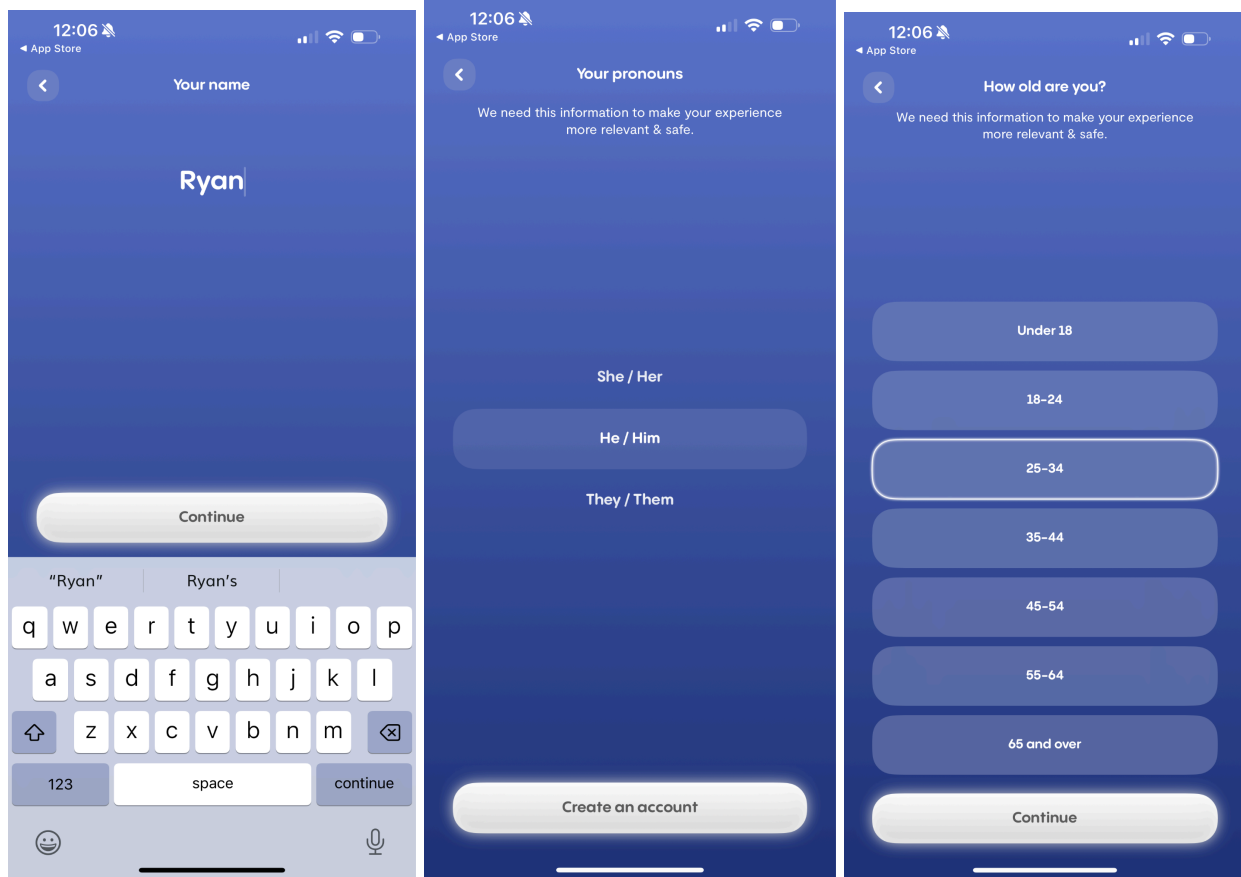 12:06
◀ App Store
Your name
Ryan
Continue
“Ryan” Ryan’s
q w e r t y u i o p
a s d f g h j k l
z x c v b n m
123 space continue
12:06
◀ App Store
Your pronouns
We need this information to make your experience
more relevant & safe.
She / Her
He / Him
They / Them
Create an account
12:06
◀ App Store
How old are you?
We need this information to make your experience
more relevant & safe.
Under 18
18-24
25-34
35-44
45-54
55-64
65 and over
Continue